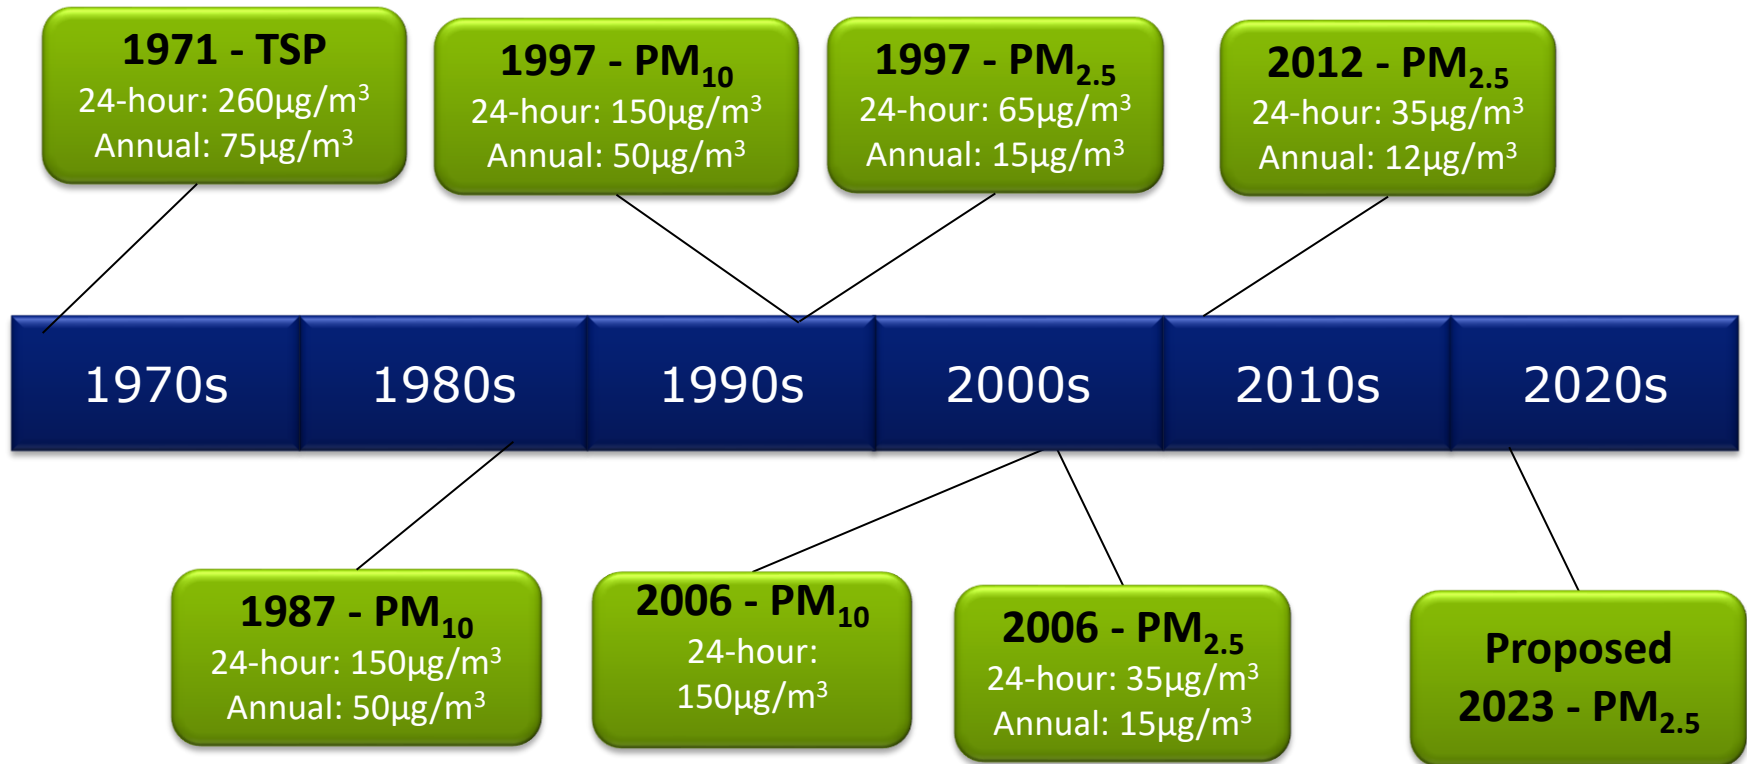 1971 - TSP
24-hour: 260µg/m³
Annual: 75µg/m³
1997 - PM₁₀
24-hour: 150µg/m³
Annual: 50µg/m³
1997 - PM₂.₅
24-hour: 65µg/m³
Annual: 15µg/m³
2012 - PM₂.₅
24-hour: 35µg/m³
Annual: 12µg/m³
1970s
1980s
1990s
2000s
2010s
2020s
1987 - PM₁₀
24-hour: 150µg/m³
Annual: 50µg/m³
2006 - PM₁₀
24-hour:
150µg/m³
2006 - PM₂.₅
24-hour: 35µg/m³
Annual: 15µg/m³
Proposed
2023 - PM₂.₅